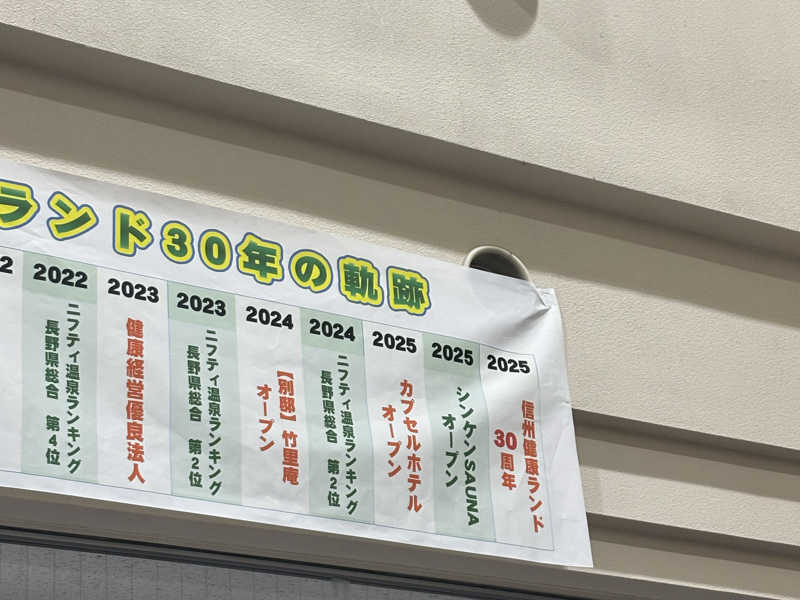 ランド30年の軌跡
2
2022
ニフティ温泉ランキング
長野県総合 第4位
2023
健康経営優良法人
2023
ニフティ温泉ランキング
長野県総合 第2位
2024
【別邸】竹里庵
オープン
2024
ニフティ温泉ランキング
長野県総合 第2位
2025
カプセルホテル
オープン
2025
シンケンSAUNA
オープン
2025
信州健康ランド
30周年